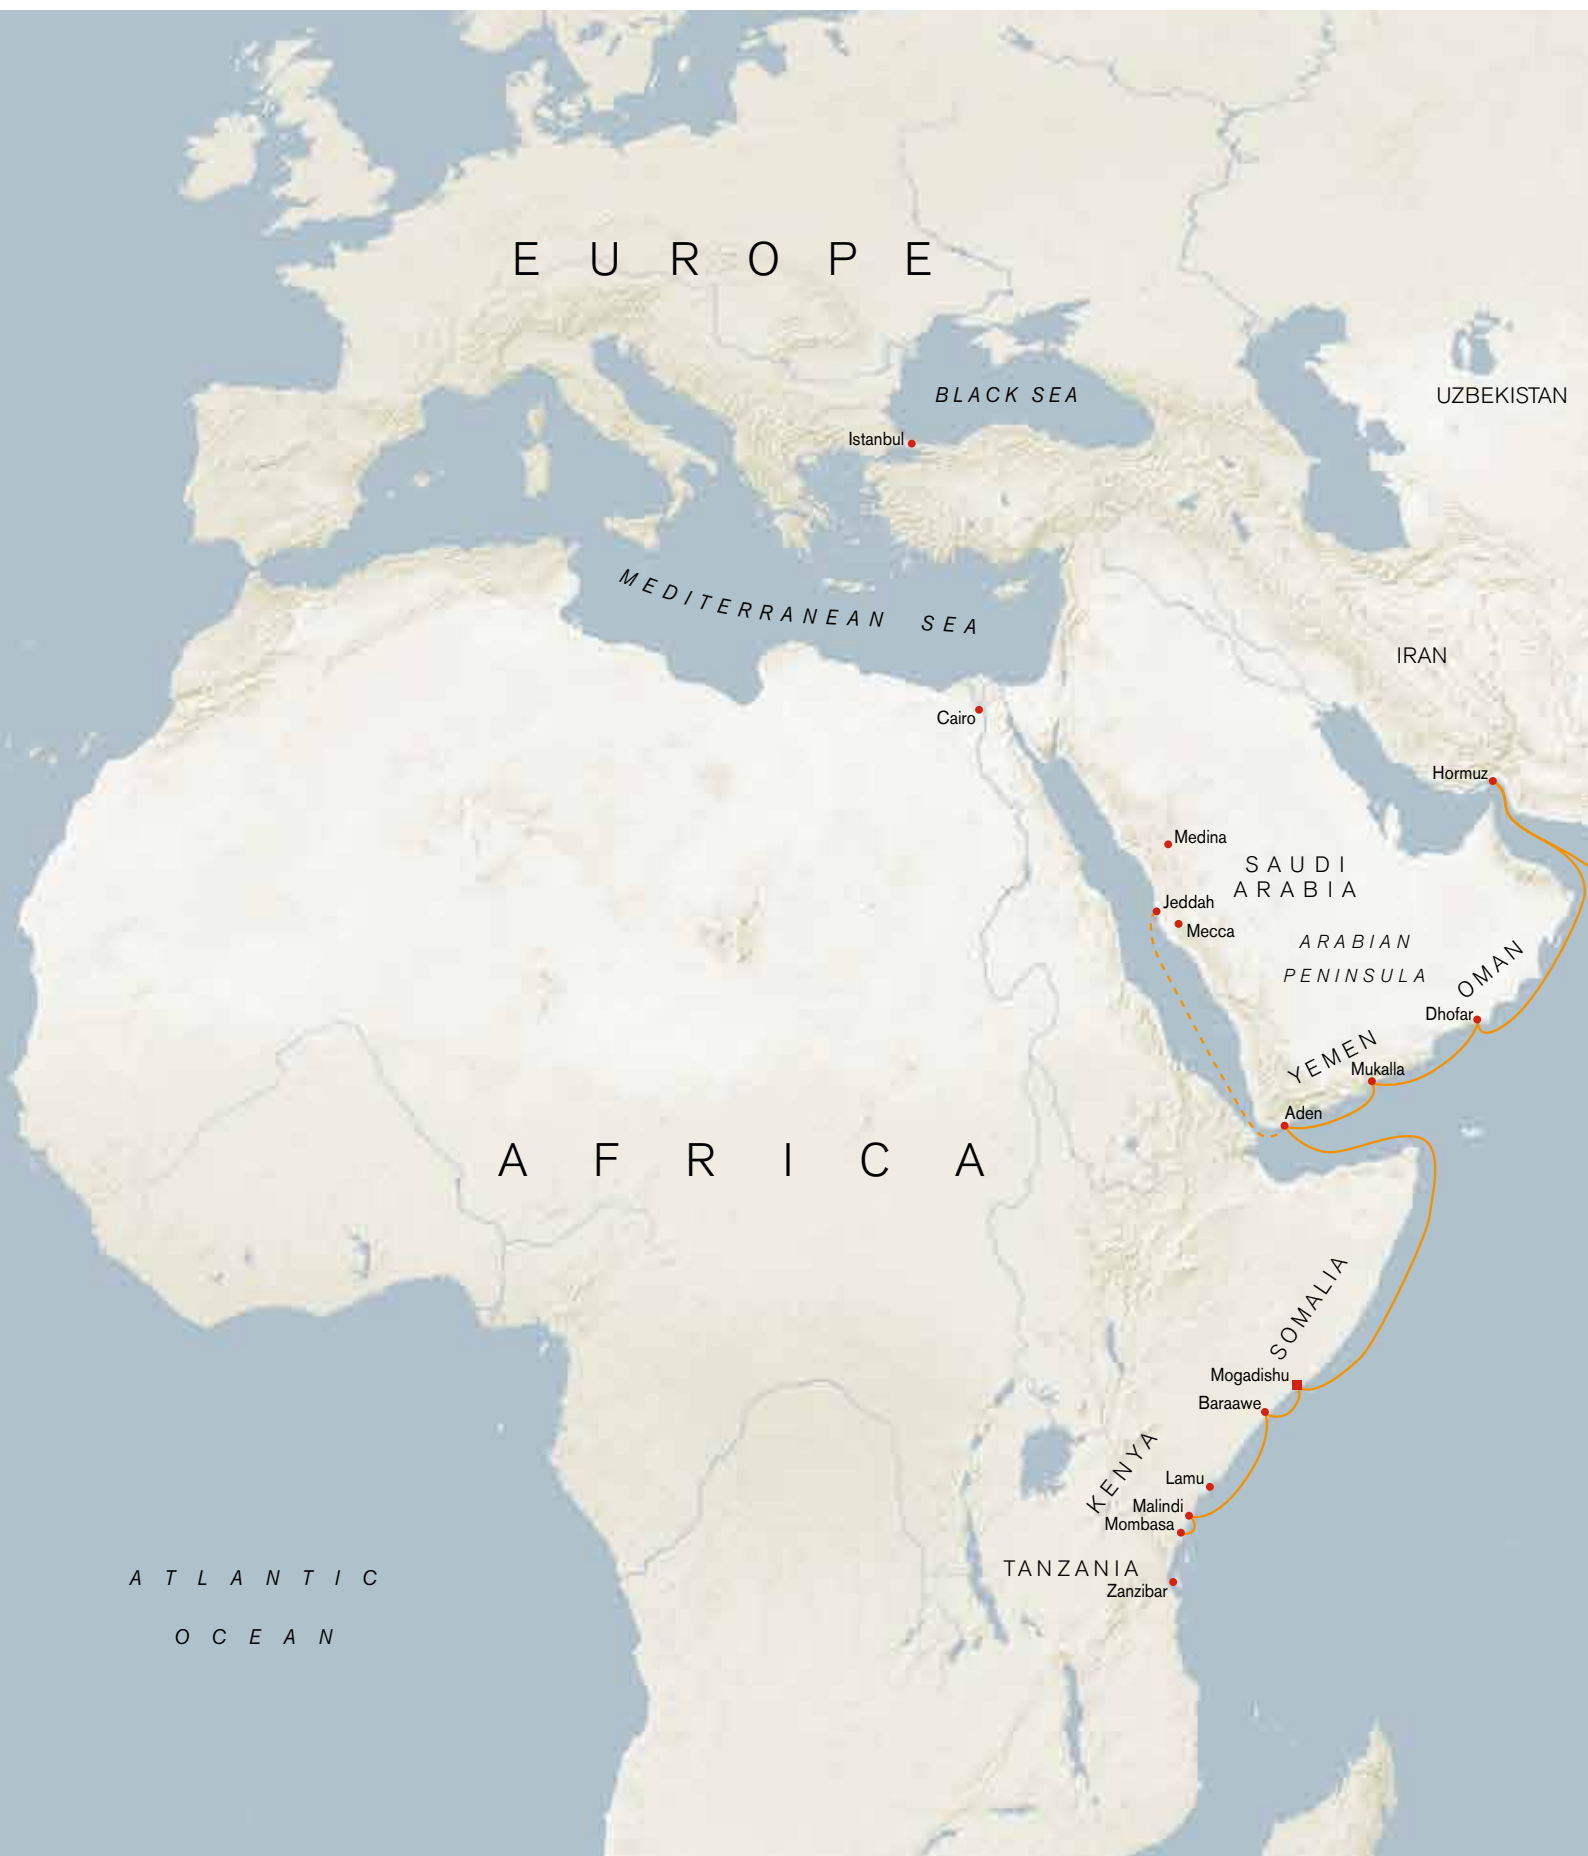 EUROPE
BLACK SEA
UZBEKISTAN
Istanbul
MEDITERRANEAN SEA
IRAN
Cairo
Hormuz
Medina
SAUDI
ARABIA
Jeddah
Mecca
ARABIAN
PENINSULA
OMAN
Dhofar
YEMEN
Mukalla
Aden
AFRICA
SOMALIA
Mogadishu
Baraawe
KENYA
Lamu
Malindi
Mombasa
TANZANIA
Zanzibar
ATLANTIC
OCEAN